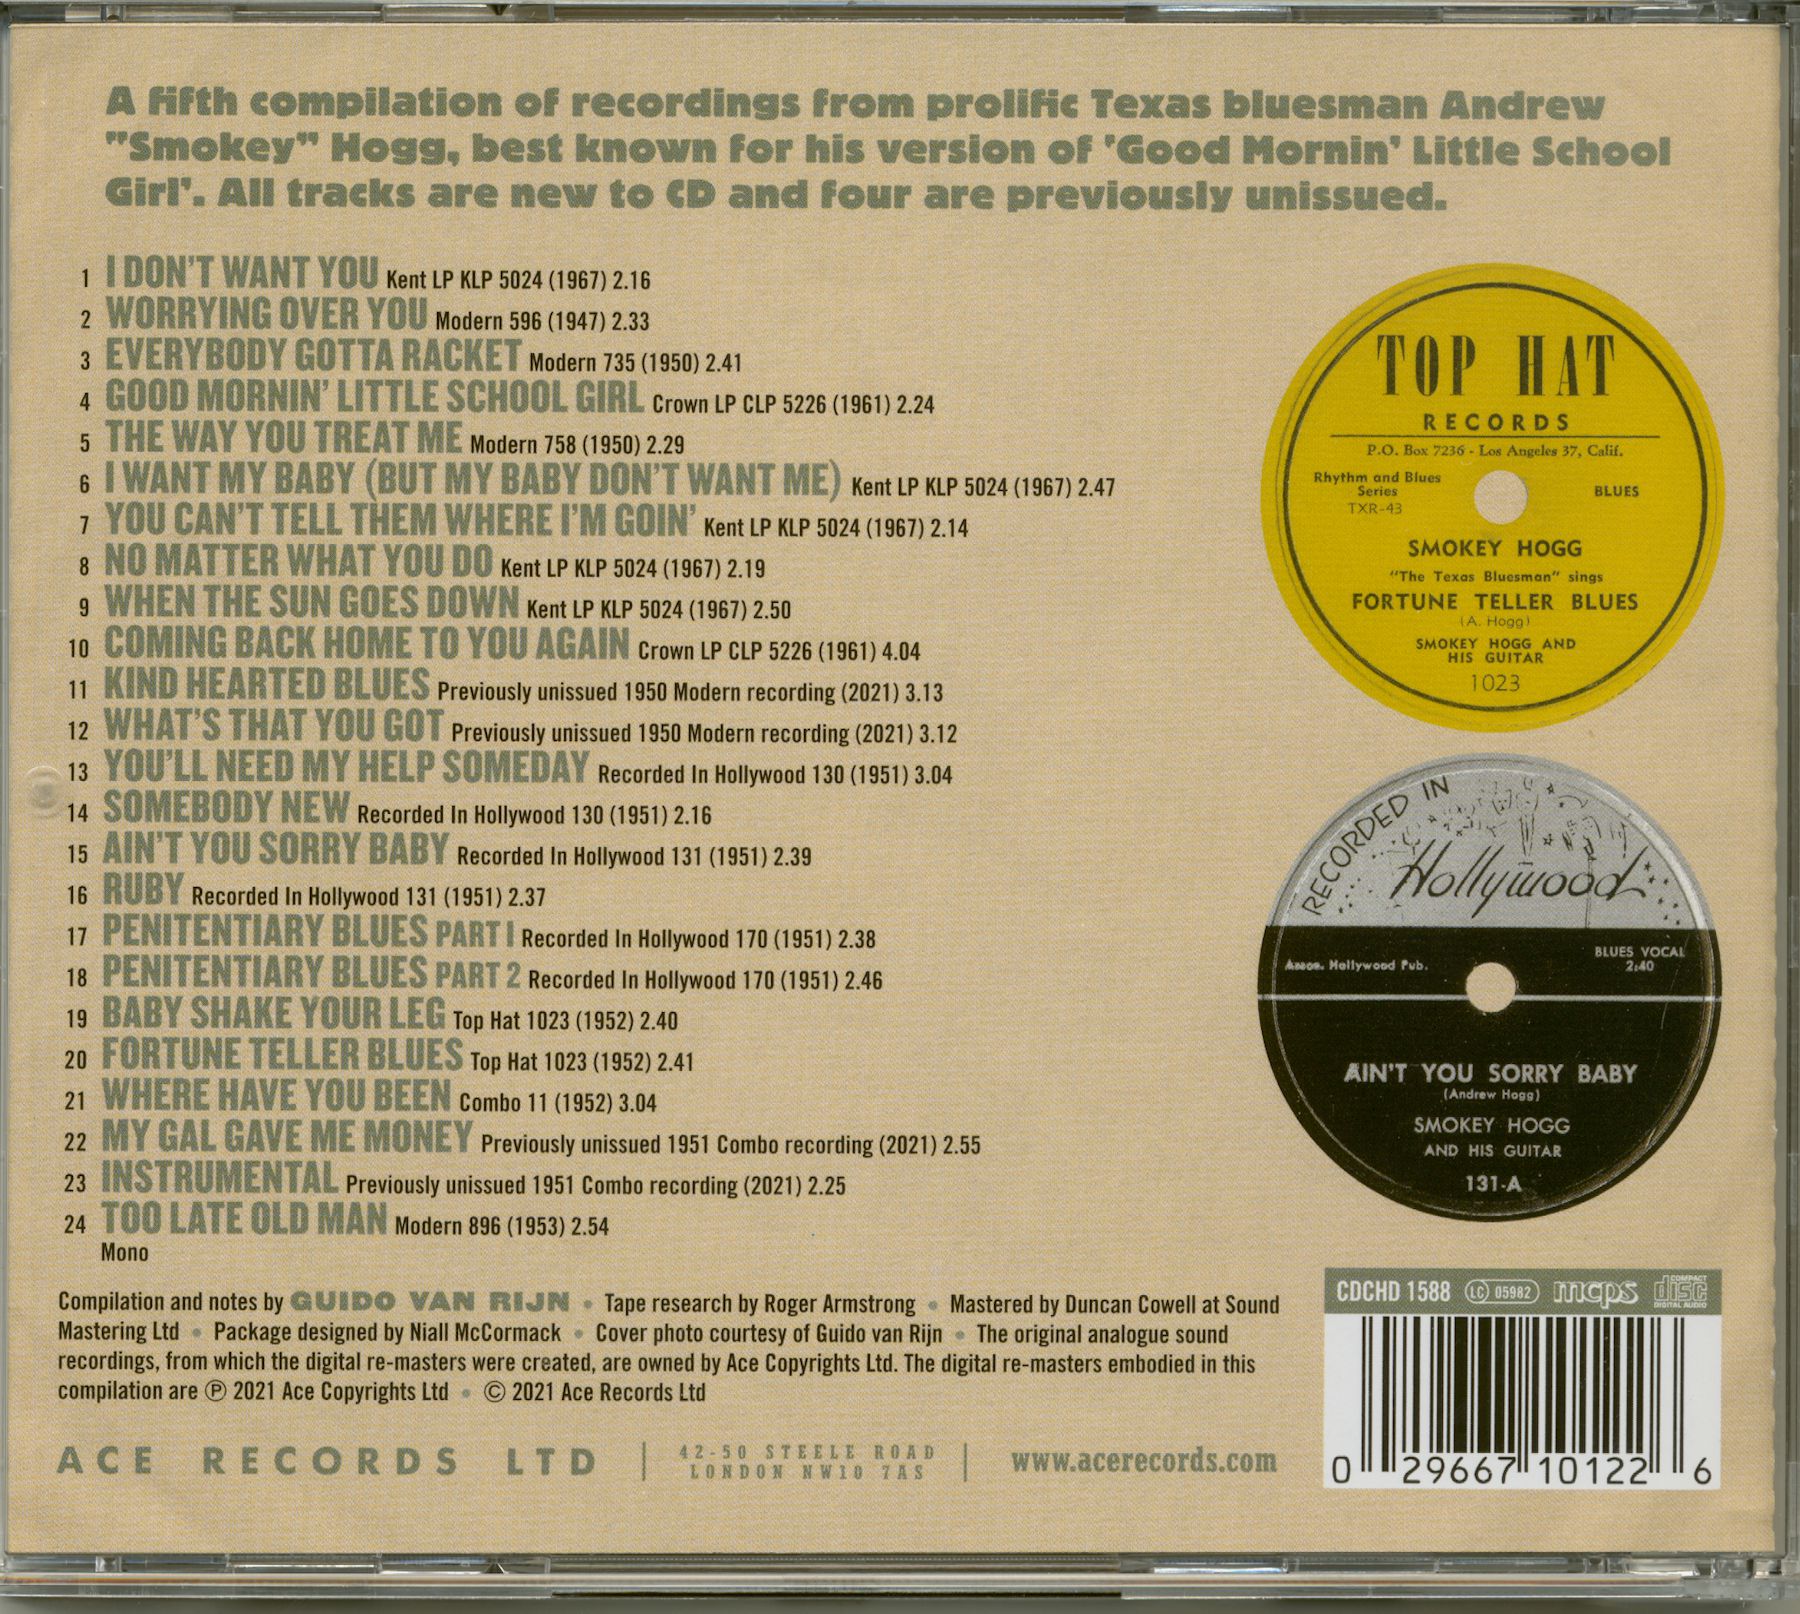 A fifth compilation of recordings from prolific Texas bluesman Andrew
"Smokey" Hogg, best known for his version of 'Good Mornin' Little School
Girl'. All tracks are new to CD and four are previously unissued.
1 I DON'T WANT YOU Kent LP KLP 5024 (1967) 2.16
2 WORRYING OVER YOU Modern 596 (1947) 2.33
3 EVERYBODY GOTTA RACKET Modern 735 (1950) 2.41
4 GOOD MORNIN' LITTLE SCHOOL GIRL Crown LP CLP 5226 (1961) 2.24
5 THE WAY YOU TREAT ME Modern 758 (1950) 2.29
6 I WANT MY BABY (BUT MY BABY DON'T WANT ME) Kent LP KLP 5024 (1967) 2.47
7 YOU CAN'T TELL THEM WHERE I'M GOIN' Kent LP KLP 5024 (1967) 2.14
8 NO MATTER WHAT YOU DO Kent LP KLP 5024 (1967) 2.19
9 WHEN THE SUN GOES DOWN Kent LP KLP 5024 (1967) 2.50
10 COMING BACK HOME TO YOU AGAIN Crown LP CLP 5226 (1961) 4.04
11 KIND HEARTED BLUES Previously unissued 1950 Modern recording (2021) 3.13
12 WHAT'S THAT YOU GOT Previously unissued 1950 Modern recording (2021) 3.12
13 YOU'LL NEED MY HELP SOMEDAY Recorded In Hollywood 130 (1951) 3.04
14 SOMEBODY NEW Recorded In Hollywood 130 (1951) 2.16
15 AIN'T YOU SORRY BABY Recorded In Hollywood 131 (1951) 2.39
16 RUBY Recorded In Hollywood 131 (1951) 2.37
17 PENITENTIARY BLUES PART 1 Recorded In Hollywood 170 (1951) 2.38
18 PENITENTIARY BLUES PART 2 Recorded In Hollywood 170 (1951) 2.46
19 BABY SHAKE YOUR LEG Top Hat 1023 (1952) 2.40
20 FORTUNE TELLER BLUES Top Hat 1023 (1952) 2.41
21 WHERE HAVE YOU BEEN Combo 11 (1952) 3.04
22 MY GAL GAVE ME MONEY Previously unissued 1951 Combo recording (2021) 2.55
23 INSTRUMENTAL Previously unissued 1951 Combo recording (2021) 2.25
24 TOO LATE OLD MAN Modern 896 (1953) 2.54
Mono
TOP HAT
RECORDS
P.O. Box 7236 - Los Angeles 37, Calif.
Rhythm and Blues
Series
TXR-43
BLUES
SMOKEY HOGG
"The Texas Bluesman" sings
FORTUNE TELLER BLUES
(A. Hogg)
SMOKEY HOGG AND
HIS GUITAR
1023
RECORDED IN
Hollywood
Hollywood Pub.
BLUES VOCAL
2:40
AIN'T YOU SORRY BABY
(Andrew Hogg)
SMOKEY HOGG
AND HIS GUITAR
131-A
Compilation and notes by GUIDO VAN RIJN • Tape research by Roger Armstrong • Mastered by Duncan Cowell at Sound
Mastering Ltd • Package designed by Niall McCormack • Cover photo courtesy of Guido van Rijn • The original analogue sound
recordings, from which the digital re-masters were created, are owned by Ace Copyrights Ltd. The digital re-masters embodied in this
compilation are ℗ 2021 Ace Copyrights Ltd • © 2021 Ace Records Ltd
ACE RECORDS LTD
42-50 STEELE ROAD
LONDON NW10 7AS
www.acerecords.com
CDCHD 1588 LC 05982 mcps COMPACT disc DIGITAL AUDIO
0 29667 10122 6